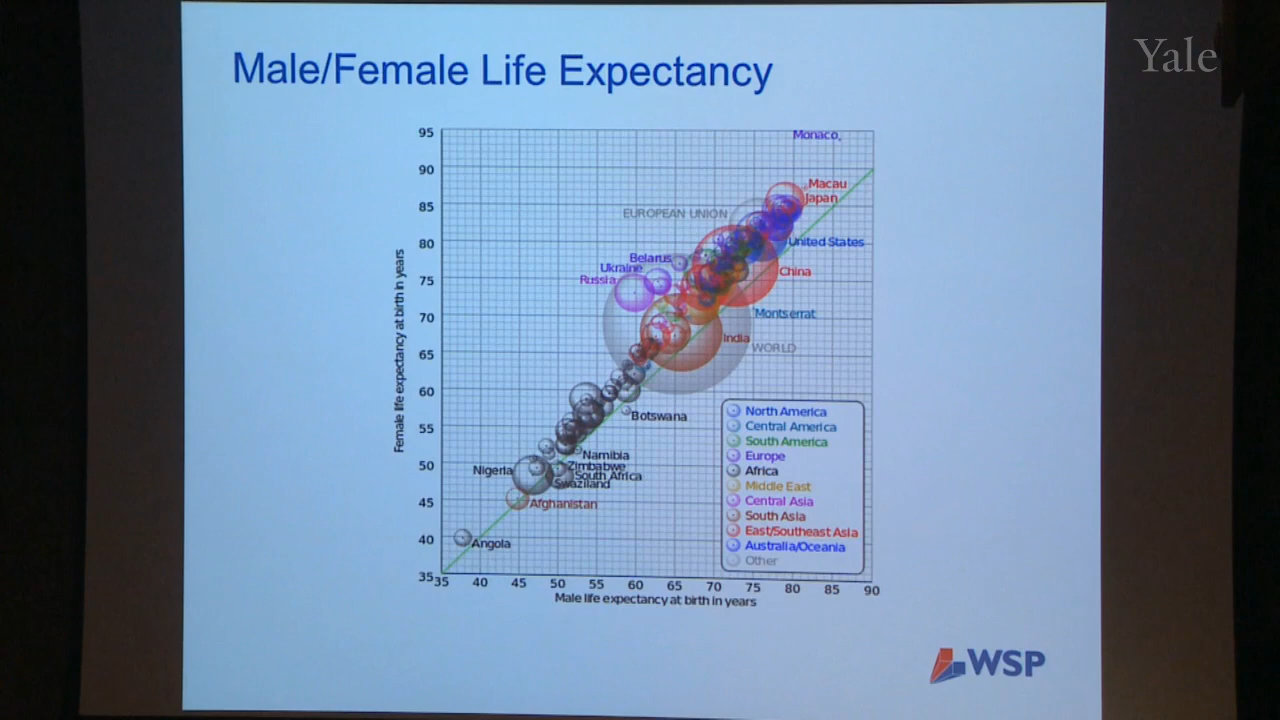 Yale
Male/Female Life Expectancy
Female life expectancy at birth in years
95
90
85
80
75
70
65
60
55
50
45
40
35
Monaco
Macau
Japan
EUROPEAN UNION
United States
Belarus
Ukraine
Russia
China
Montserrat
India
WORLD
Botswana
Namibia
Nigeria
Zimbabwe
South Africa
Swaziland
Afghanistan
Angola
North America
Central America
South America
Europe
Africa
Middle East
Central Asia
South Asia
East/Southeast Asia
Australia/Oceania
Other
35 40 45 50 55 60 65 70 75 80 85 90
Male life expectancy at birth in years
WSP